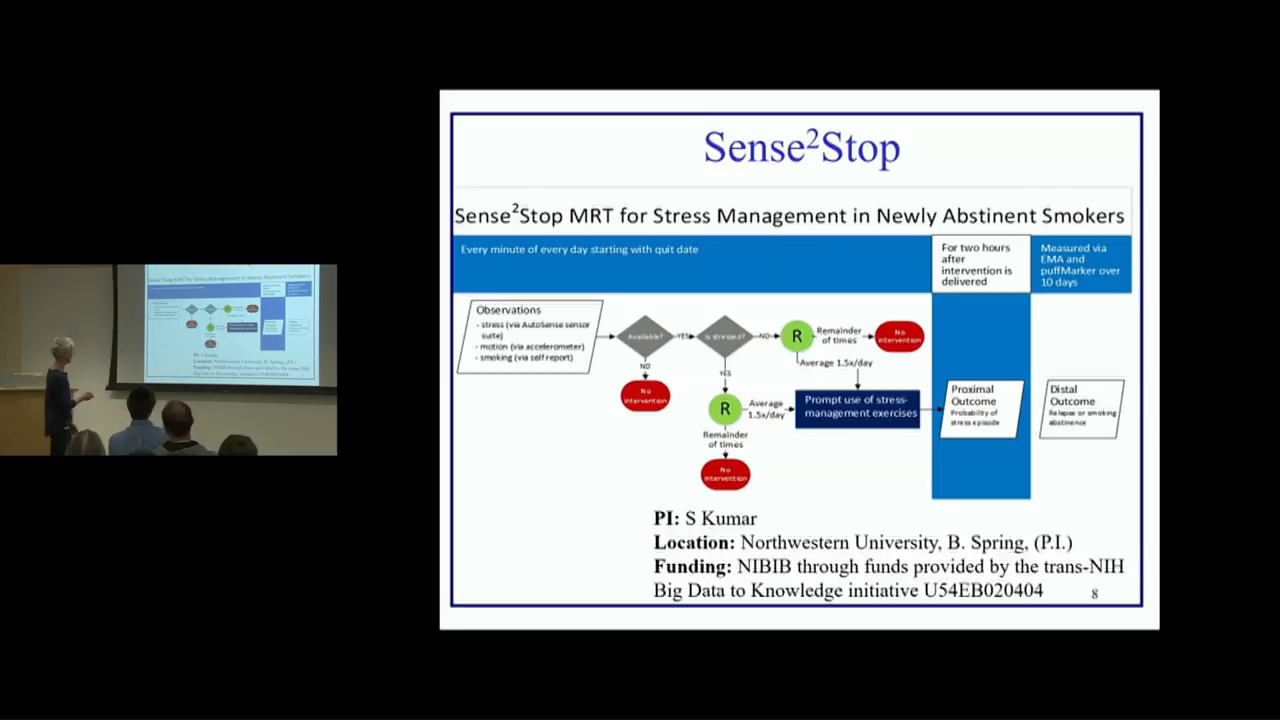 Sense²Stop
Sense²Stop MRT for Stress Management in Newly Abstinent Smokers
Every minute of every day starting with quit date
For two hours
after
intervention is
delivered
Measured via
EMA and
puffMarker over
10 days
Observations
- stress (via AutoSense sensor
suite)
- motion (via accelerometer)
- smoking (via self report)
Available?
YES
Is stressed?
NO
R
Remainder
of times
No
intervention
NO
No
intervention
YES
Average 1.5x/day
R
Average
1.5x/day
Prompt use of stress-
management exercises
Remainder
of times
No
intervention
Proximal
Outcome
Probability of
stress episode
Distal
Outcome
Relapse or smoking
abstinence
PI: S Kumar
Location: Northwestern University, B. Spring, (P.I.)
Funding: NIBIB through funds provided by the trans-NIH
Big Data to Knowledge initiative U54EB020404
8